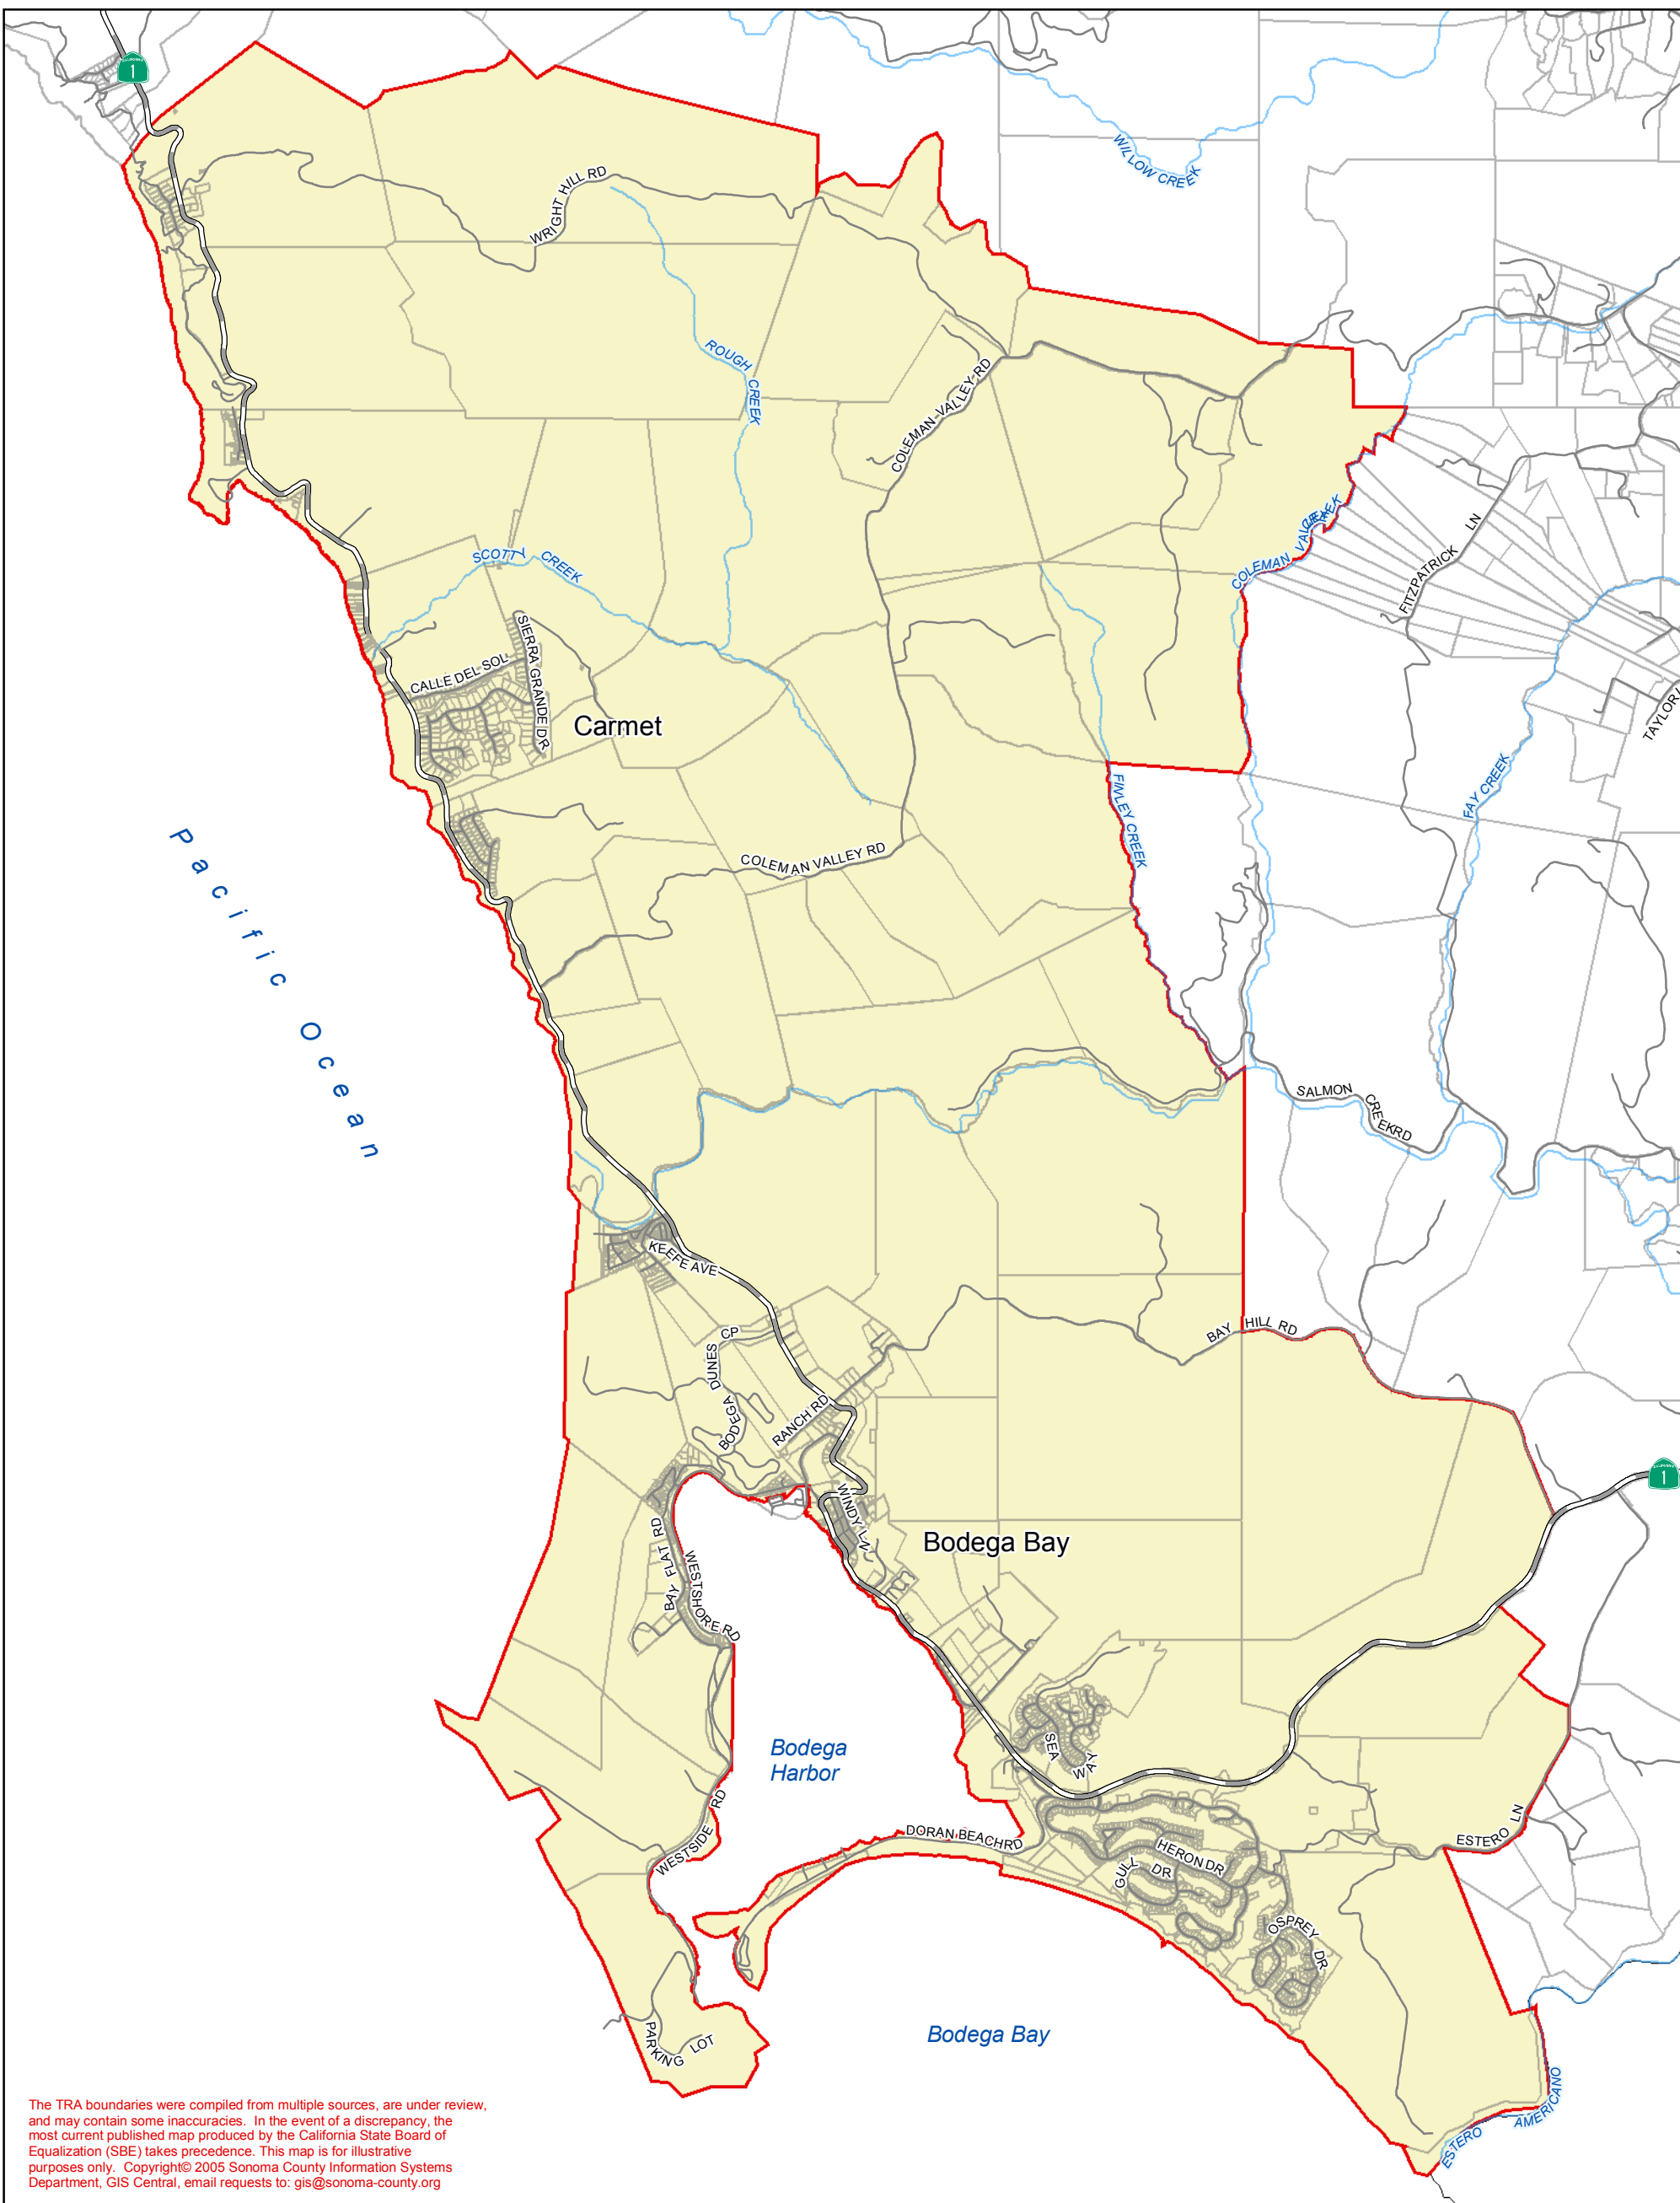 1
WILLOW CREEK
WRIGHT HILL RD
ROUGH CREEK
COLEMAN VALLEY RD
FITZPATRICK LN
COLEMAN VALLEY CREEK
SCOTTY CREEK
SIERRA GRANDE DR
CALLE DEL SOL
Carmet
TAYLOR
FAY CREEK
FINLEY CREEK
Pacific Ocean
COLEMAN VALLEY RD
SALMON CREEK RD
KEEFE AVE
BAY HILL RD
BODEGA DUNES CP
RANCH RD
1
WINDY LN
Bodega Bay
BAY FLAT RD
WESTSHORE RD
SEA WAY
Bodega
Harbor
WESTSIDE RD
DORAN BEACH RD
HERON DR
GULL DR
ESTERO LN
OSPREY DR
PARKING LOT
Bodega Bay
ESTERO AMERICANO
The TRA boundaries were compiled from multiple sources, are under review,
and may contain some inaccuracies. In the event of a discrepancy, the
most current published map produced by the California State Board of
Equalization (SBE) takes precedence. This map is for illustrative
purposes only. Copyright© 2005 Sonoma County Information Systems
Department, GIS Central, email requests to: gis@sonoma-county.org